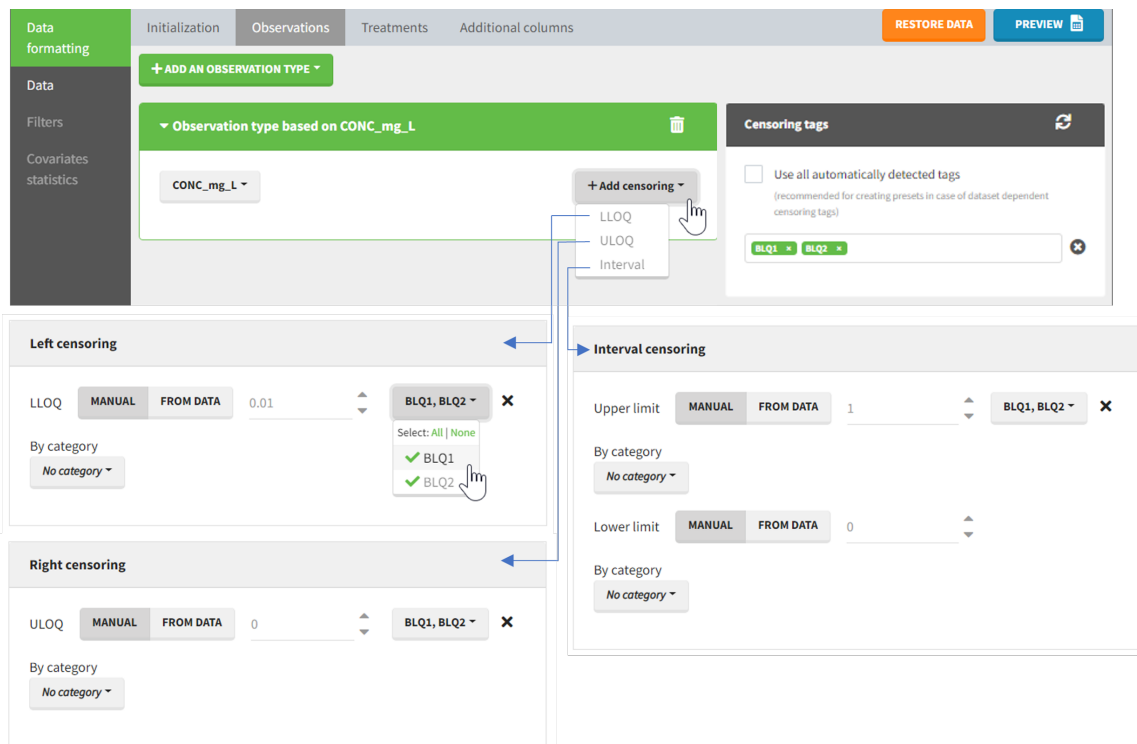 Data
formatting
Data
Filters
Covariates
statistics
Initialization
Observations
Treatments
Additional columns
RESTORE DATA
PREVIEW
+ ADD AN OBSERVATION TYPE
Observation type based on CONC_mg_L
CONC_mg_L
+ Add censoring
LLOQ
ULOQ
Interval
Censoring tags
Use all automatically detected tags
(recommended for creating presets in case of dataset dependent
censoring tags)
BLQ1 × BLQ2 ×
Left censoring
LLOQ MANUAL FROM DATA 0.01 BLQ1, BLQ2
Select: All | None
BLQ1
BLQ2
By category
No category
Right censoring
ULOQ MANUAL FROM DATA 0 BLQ1, BLQ2
By category
No category
Interval censoring
Upper limit MANUAL FROM DATA 1 BLQ1, BLQ2
By category
No category
Lower limit MANUAL FROM DATA 0
By category
No category